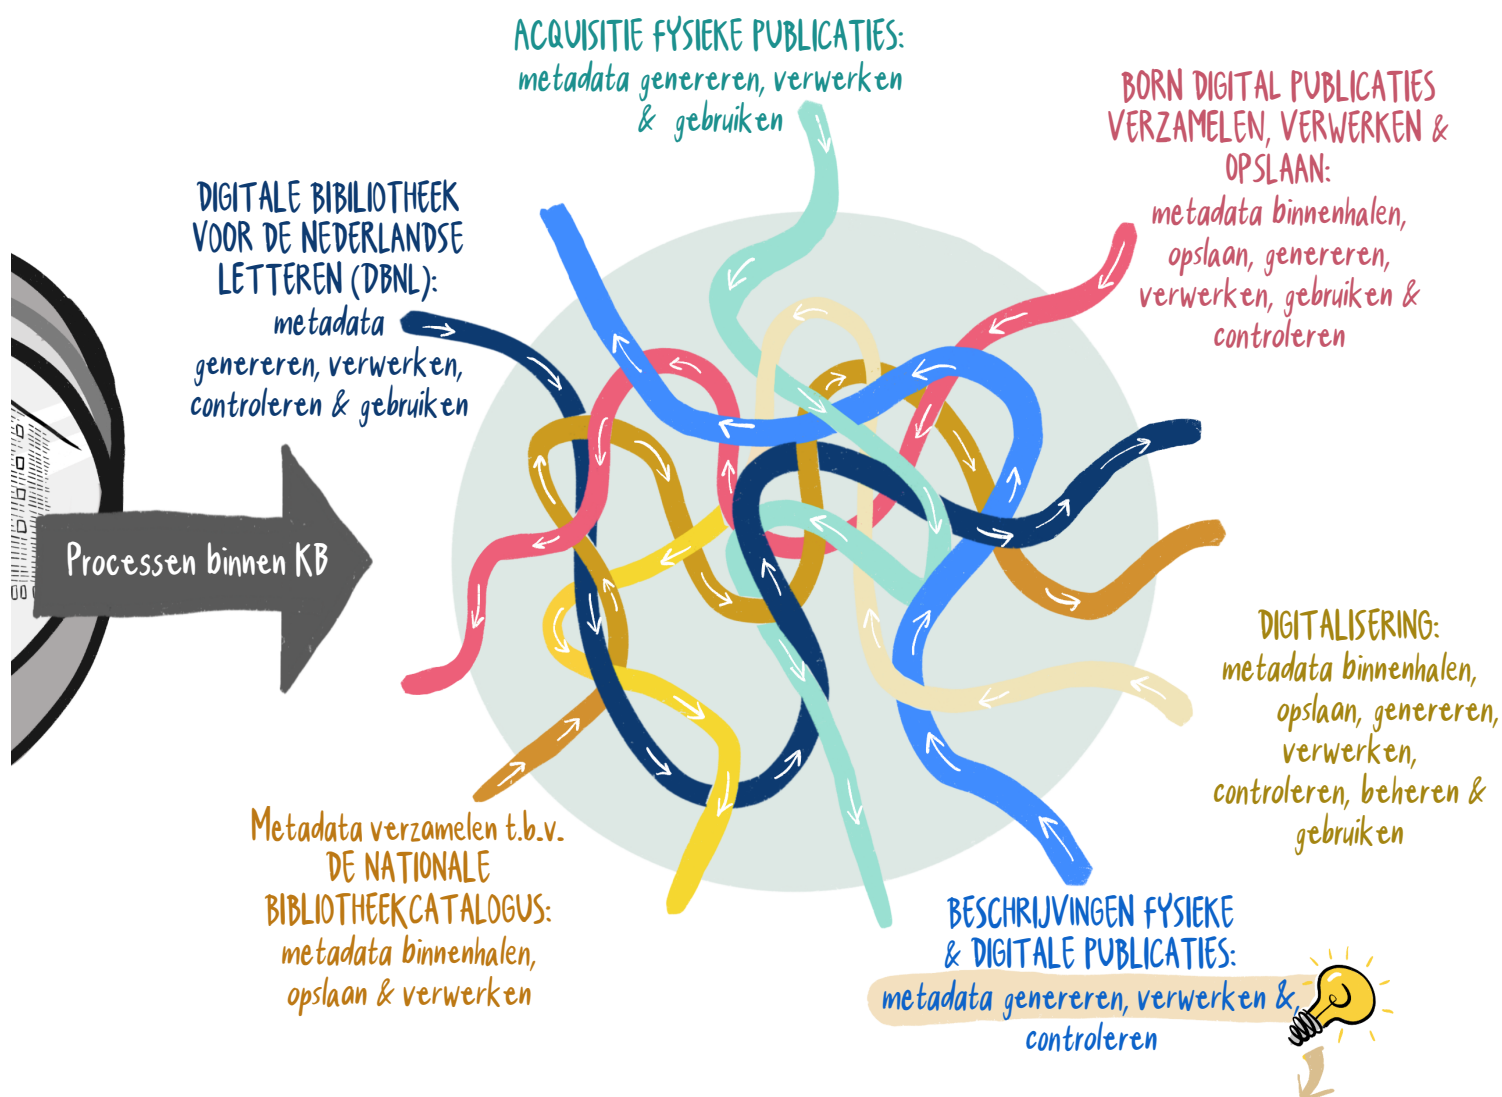 ACQUISITIE FYSIEKE PUBLICATIES:
metadata genereren, verwerken
& gebruiken
BORN DIGITAL PUBLICATIES
VERZAMELEN, VERWERKEN &
OPSLAAN:
metadata binnenhalen,
opslaan, genereren,
verwerken, gebruiken &
controleren
DIGITALE BIBILIOTHEEK
VOOR DE NEDERLANDSE
LETTEREN (DBNL):
metadata
genereren, verwerken,
controleren & gebruiken
Processen binnen KB
DIGITALISERING:
metadata binnenhalen,
opslaan, genereren,
verwerken,
controleren, beheren &
gebruiken
Metadata verzamelen t.b.v.
DE NATIONALE
BIBLIOTHEEKCATALOGUS:
metadata binnenhalen,
opslaan & verwerken
BESCHRIJVINGEN FYSIEKE
& DIGITALE PUBLICATIES:
metadata genereren, verwerken &,
controleren